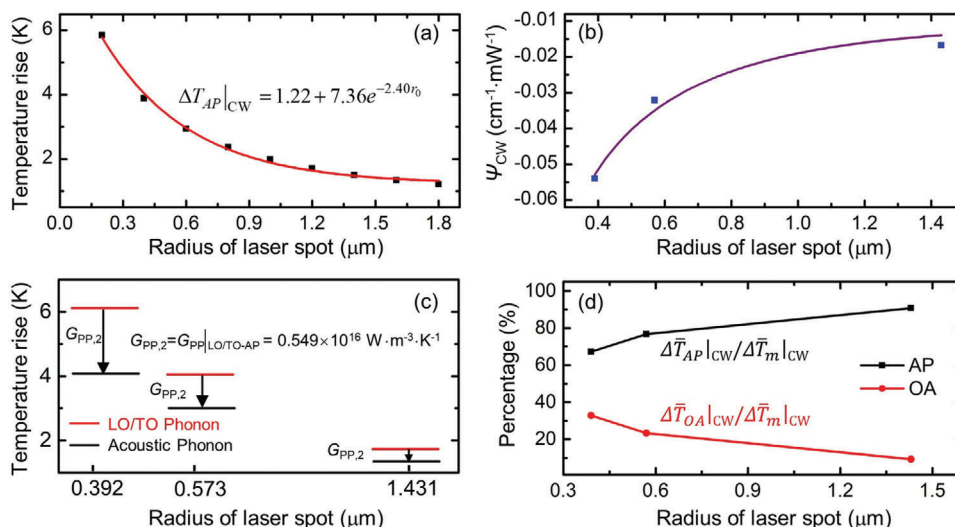 (a)
Temperature rise (K)
6
4
2
ΔT_AP|_CW = 1.22 + 7.36e^{-2.40r_0}
0.0 0.3 0.6 0.9 1.2 1.5 1.8
Radius of laser spot (μm)
(b)
Ψ_CW (cm⁻¹·mW⁻¹)
-0.01
-0.02
-0.03
-0.04
-0.05
-0.06
0.4 0.6 0.8 1.0 1.2 1.4
Radius of laser spot (μm)
(c)
Temperature rise (K)
6
4
2
G_PP,2
G_PP,2=G_PP|_LO/TO-AP = 0.549×10¹⁶ W·m⁻³·K⁻¹
G_PP,2
G_PP,2
LO/TO Phonon
Acoustic Phonon
0.392 0.573 1.431
Radius of laser spot (μm)
(d)
Percentage (%)
100
80
60
40
20
ΔT̅_AP|_CW/ΔT̅_m|_CW
AP
OA
ΔT̅_OA|_CW/ΔT̅_m|_CW
0.3 0.6 0.9 1.2 1.5
Radius of laser spot (μm)